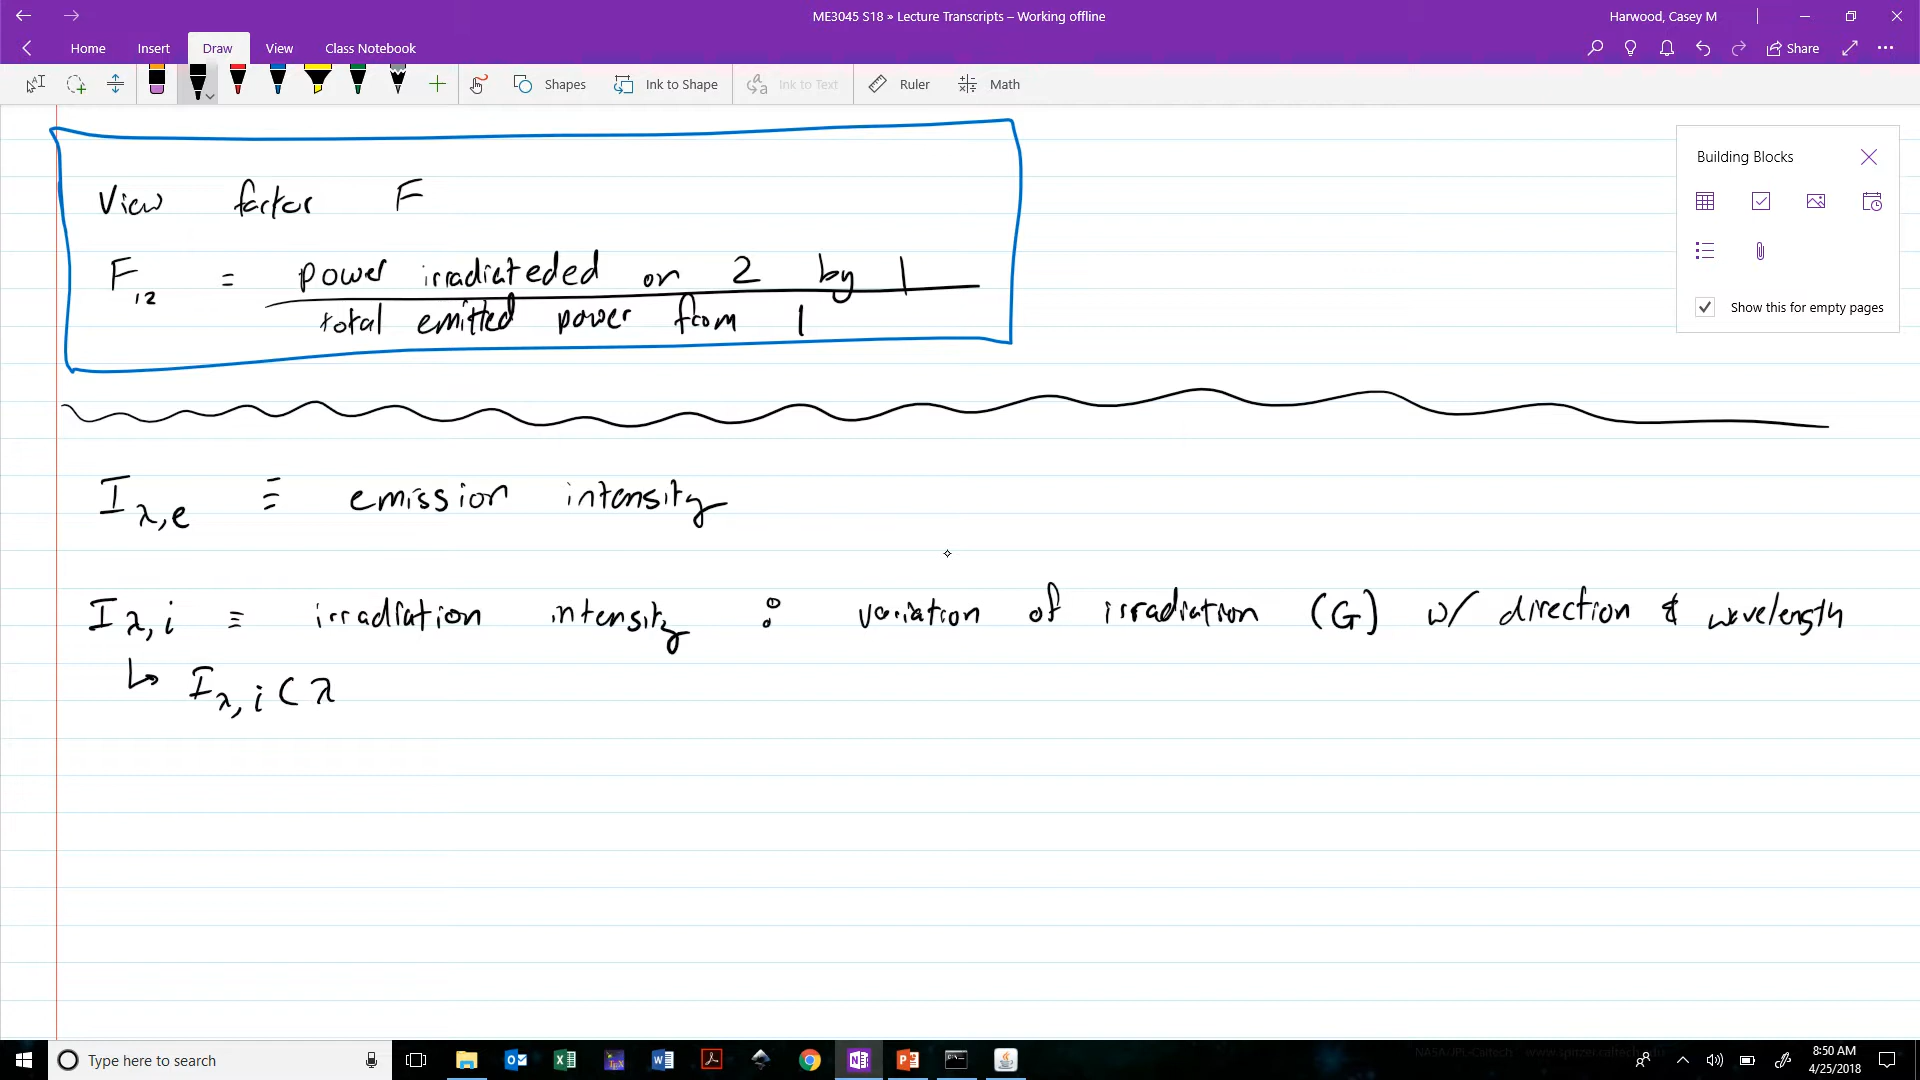 ME3045 S18 » Lecture Transcripts – Working offline
Harwood, Casey M
Home Insert Draw View Class Notebook
Share
Shapes
Ink to Shape
Ink to Text
Ruler
Math
Building Blocks
Show this for empty pages
View factor F
F12 = power irradiateded on 2 by 1
total emitted power from 1
Iλ,e ≡ emission intensity
Iλ,i ≡ irradiation intensity : variation of irradiation (G) w/ direction & wavelength
↳ Iλ,i (λ
Type here to search
8:50 AM
4/25/2018